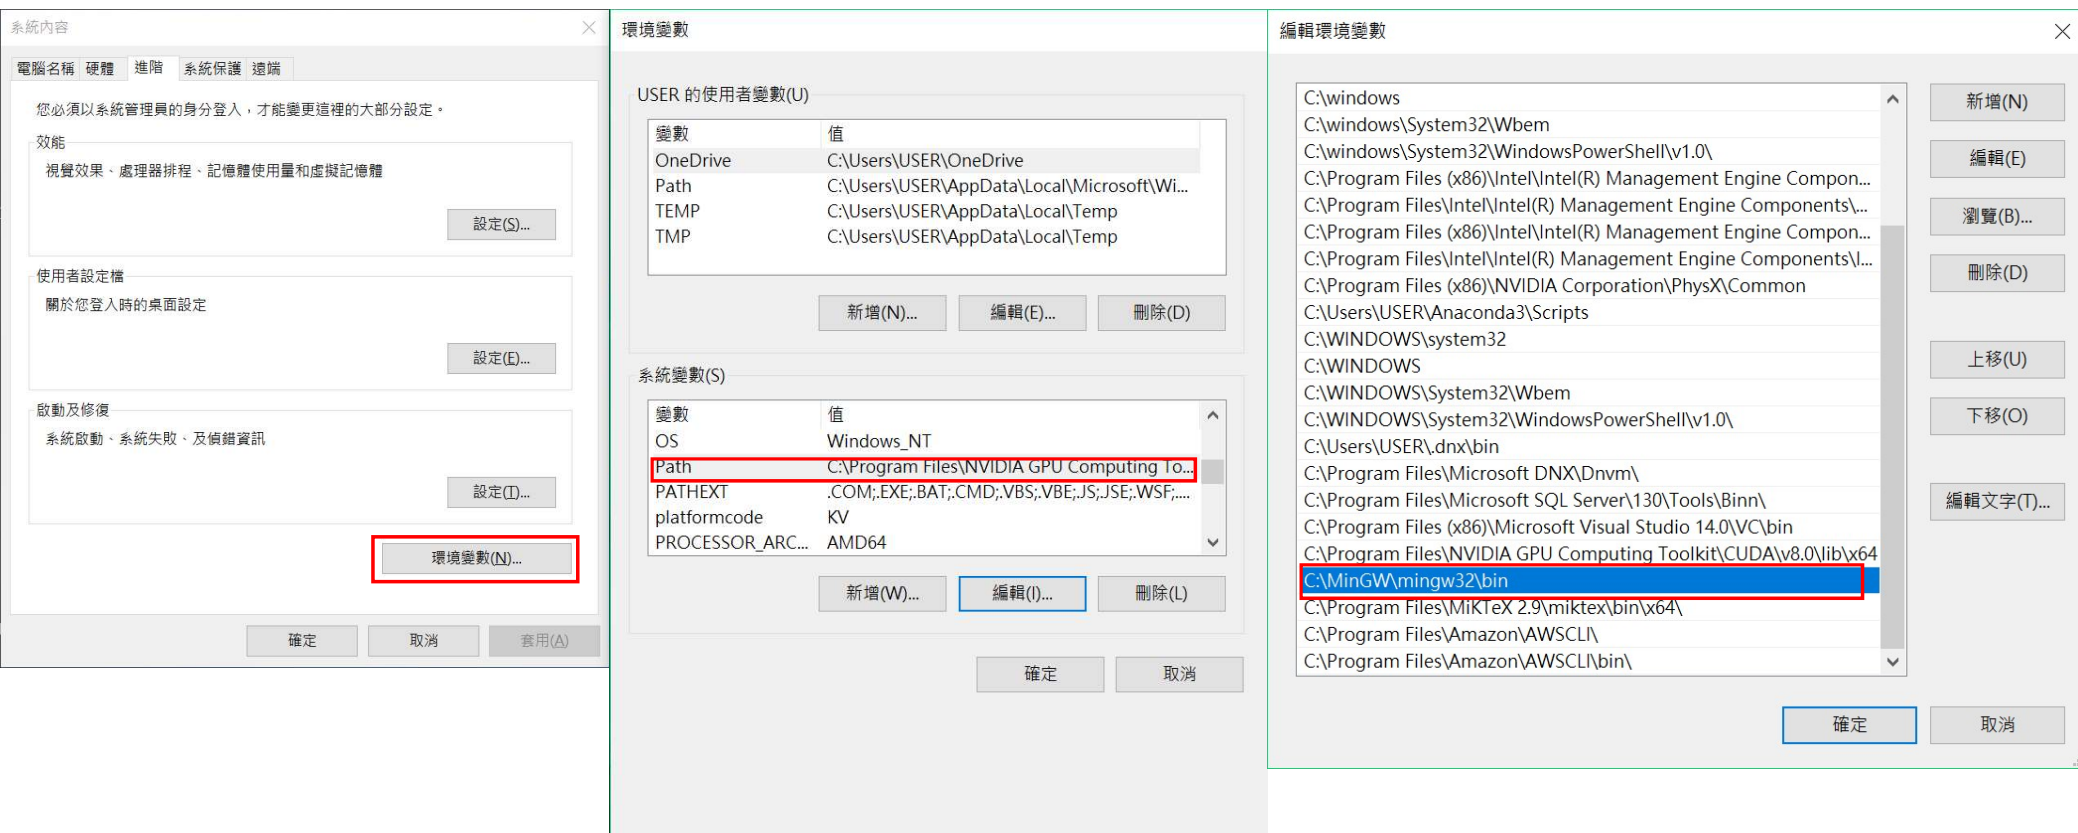 系統內容
電腦名稱 硬體 進階 系統保護 遠端
您必須以系統管理員的身分登入，才能變更這裡的大部分設定。
效能
視覺效果、處理器排程、記憶體使用量和虛擬記憶體
設定(S)...
使用者設定檔
關於您登入時的桌面設定
設定(E)...
啟動及修復
系統啟動、系統失敗、及偵錯資訊
設定(T)...
環境變數(N)...
確定 取消 套用(A)
環境變數
USER 的使用者變數(U)
變數 值
OneDrive C:\Users\USER\OneDrive
Path C:\Users\USER\AppData\Local\Microsoft\Wi...
TEMP C:\Users\USER\AppData\Local\Temp
TMP C:\Users\USER\AppData\Local\Temp
新增(N)... 編輯(E)... 刪除(D)
系統變數(S)
變數 值
OS Windows_NT
Path C:\Program Files\NVIDIA GPU Computing To...
PATHEXT .COM;.EXE;.BAT;.CMD;.VBS;.VBE;.JS;.JSE;.WSF;....
platformcode KV
PROCESSOR_ARC... AMD64
新增(W)... 編輯(I)... 刪除(L)
確定 取消
編輯環境變數
C:\windows
C:\windows\System32\Wbem
C:\windows\System32\WindowsPowerShell\v1.0\
C:\Program Files (x86)\Intel\Intel(R) Management Engine Compon...
C:\Program Files\Intel\Intel(R) Management Engine Components\...
C:\Program Files (x86)\Intel\Intel(R) Management Engine Compon...
C:\Program Files\Intel\Intel(R) Management Engine Components\I...
C:\Program Files (x86)\NVIDIA Corporation\PhysX\Common
C:\Users\USER\Anaconda3\Scripts
C:\WINDOWS\system32
C:\WINDOWS
C:\WINDOWS\System32\Wbem
C:\WINDOWS\System32\WindowsPowerShell\v1.0\
C:\Users\USER\.dnx\bin
C:\Program Files\Microsoft DNX\Dnvm\
C:\Program Files\Microsoft SQL Server\130\Tools\Binn\
C:\Program Files (x86)\Microsoft Visual Studio 14.0\VC\bin
C:\Program Files\NVIDIA GPU Computing Toolkit\CUDA\v8.0\lib\x64
C:\MinGW\mingw32\bin
C:\Program Files\MiKTeX 2.9\miktex\bin\x64\
C:\Program Files\Amazon\AWSCLI\
C:\Program Files\Amazon\AWSCLI\bin\
新增(N)
編輯(E)
瀏覽(B)...
刪除(D)
上移(U)
下移(O)
編輯文字(T)...
確定 取消